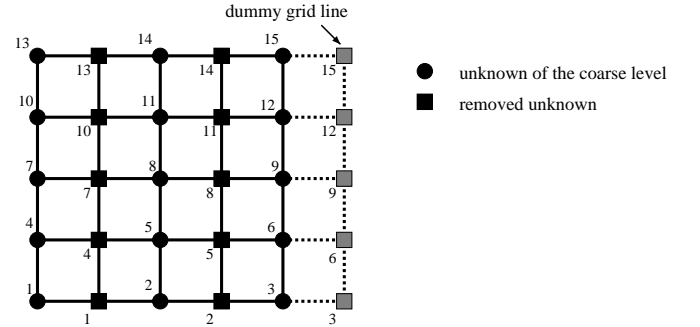 dummy grid line
13 14 15
13 14 15
unknown of the coarse level
removed unknown
10 11 12
10 11 12
7 8 9
7 8 9
4 5 6
4 5 6
1 2 3
1 2 3